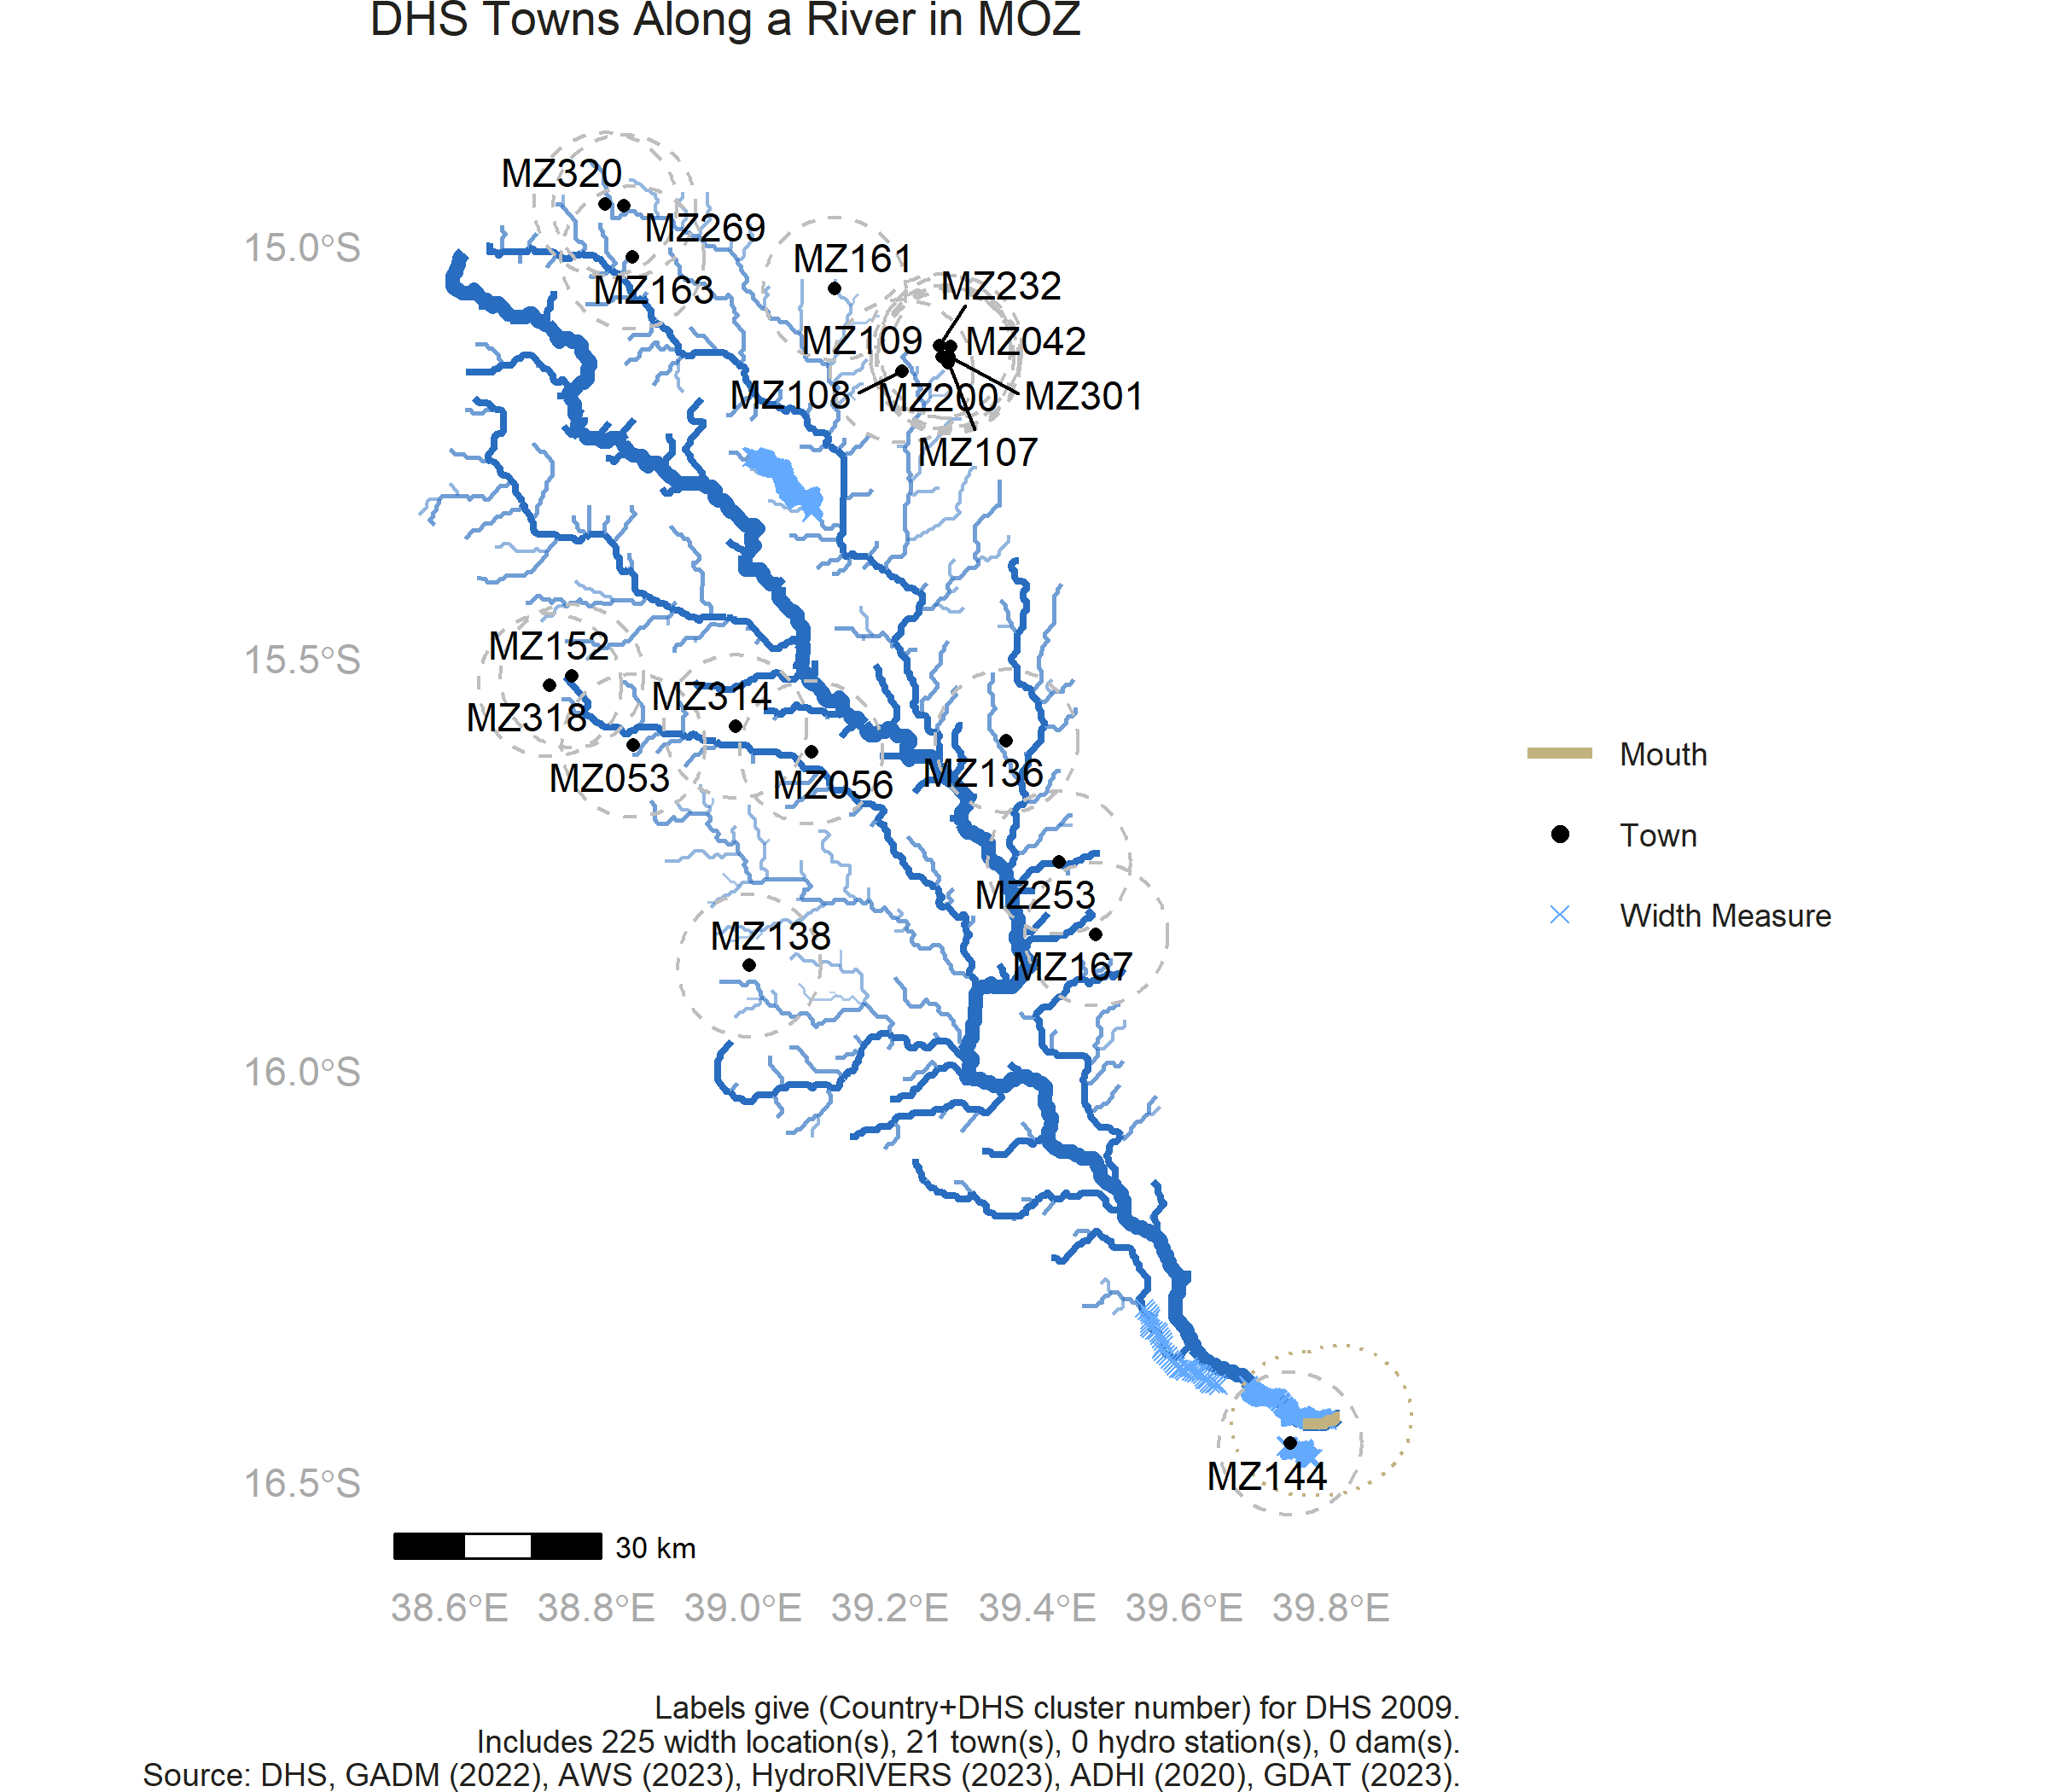 DHS Towns Along a River in MOZ
MZ320
MZ269
MZ163
MZ161
MZ232
MZ109
MZ042
MZ108
MZ200
MZ301
MZ107
15.0°S
15.5°S
16.0°S
16.5°S
MZ152
MZ318
MZ314
MZ053
MZ056
MZ136
MZ253
MZ138
MZ167
MZ144
Mouth
Town
Width Measure
30 km
38.6°E 38.8°E 39.0°E 39.2°E 39.4°E 39.6°E 39.8°E
Labels give (Country+DHS cluster number) for DHS 2009.
Includes 225 width location(s), 21 town(s), 0 hydro station(s), 0 dam(s).
Source: DHS, GADM (2022), AWS (2023), HydroRIVERS (2023), ADHI (2020), GDAT (2023).